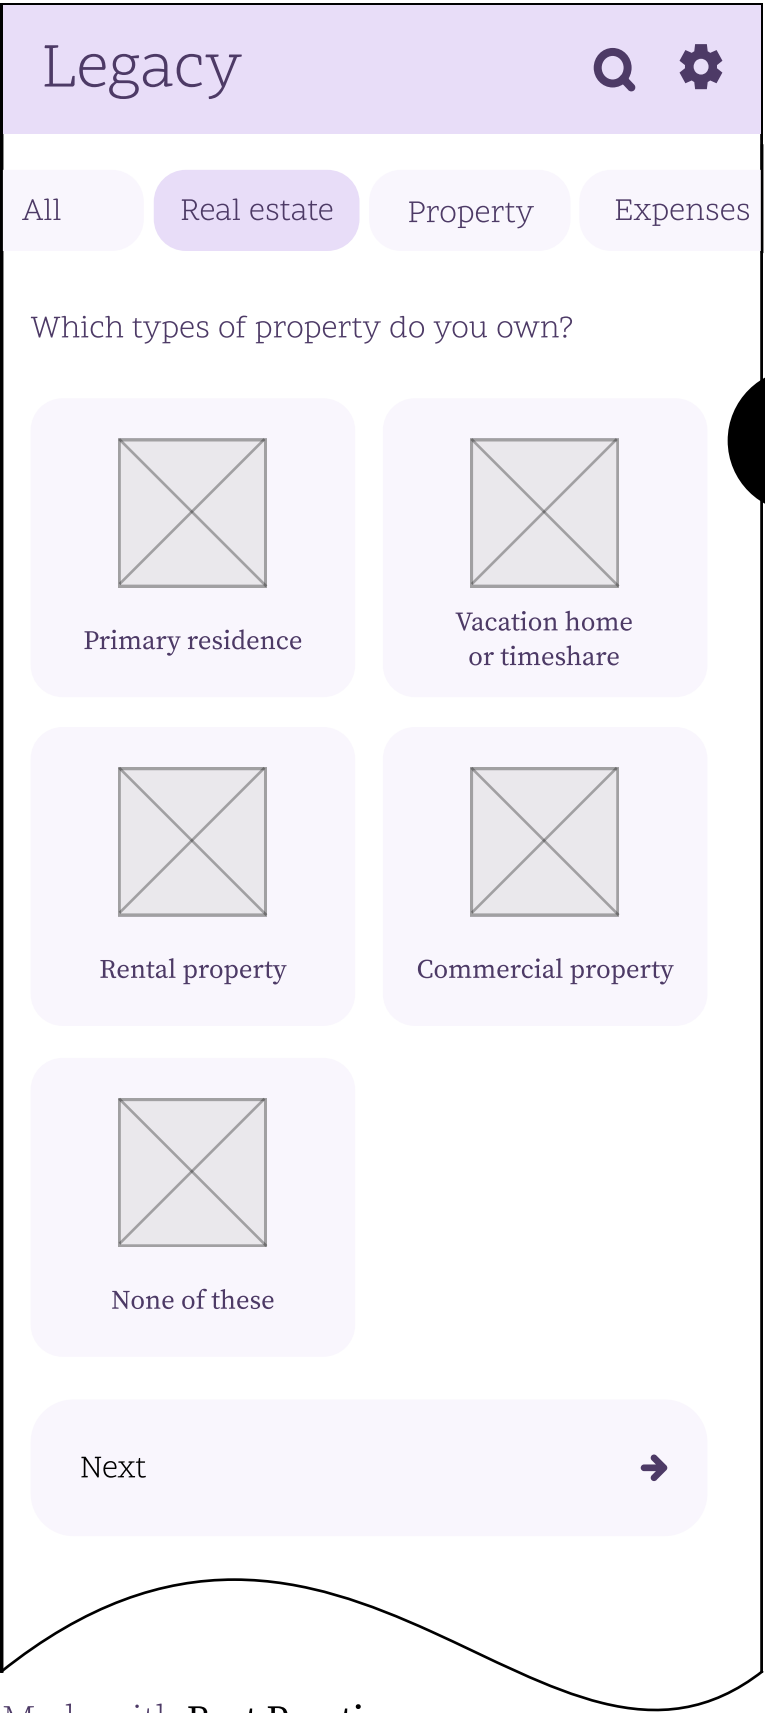 Legacy
All
Real estate
Property
Expenses
Which types of property do you own?
Primary residence
Vacation home
or timeshare
Rental property
Commercial property
None of these
Next